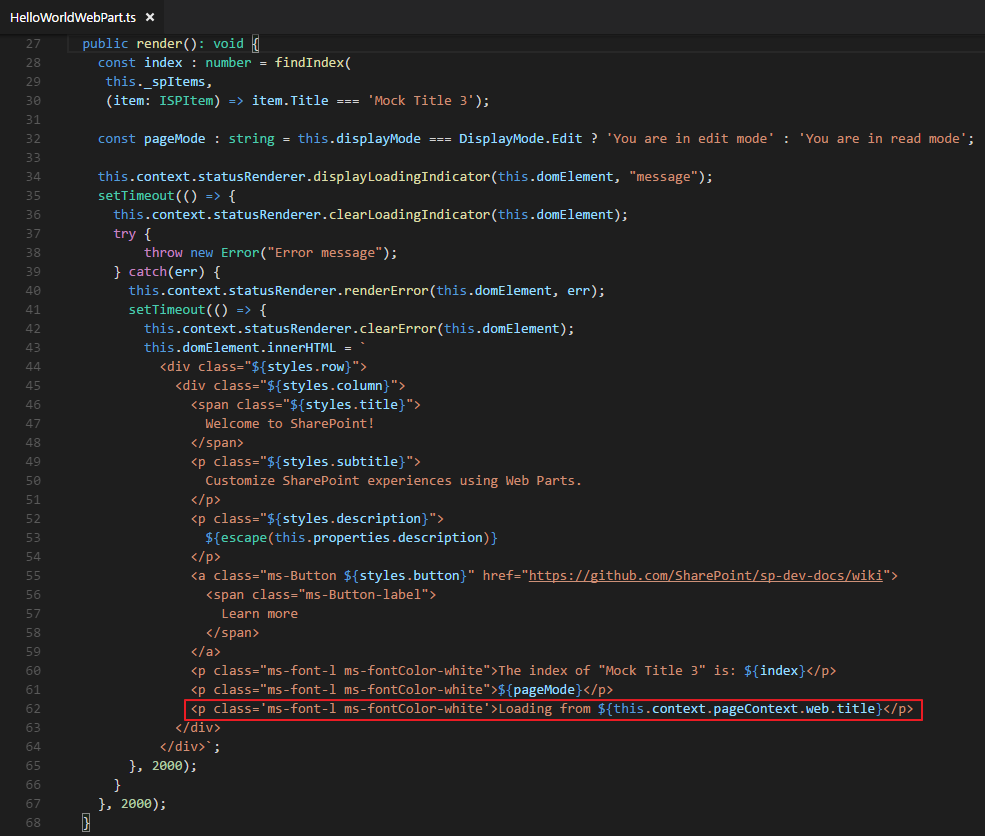 HelloWorldWebPart.ts ×
27 public render(): void {
28 const index : number = findIndex(
29 this._spItems,
30 (item: ISPItem) => item.Title === 'Mock Title 3');
31
32 const pageMode : string = this.displayMode === DisplayMode.Edit ? 'You are in edit mode' : 'You are in read mode';
33
34 this.context.statusRenderer.displayLoadingIndicator(this.domElement, "message");
35 setTimeout(() => {
36 this.context.statusRenderer.clearLoadingIndicator(this.domElement);
37 try {
38 throw new Error("Error message");
39 } catch(err) {
40 this.context.statusRenderer.renderError(this.domElement, err);
41 setTimeout(() => {
42 this.context.statusRenderer.clearError(this.domElement);
43 this.domElement.innerHTML = `
44 <div class="${styles.row}">
45 <div class="${styles.column}">
46 <span class="${styles.title}">
47 Welcome to SharePoint!
48 </span>
49 <p class="${styles.subtitle}">
50 Customize SharePoint experiences using Web Parts.
51 </p>
52 <p class="${styles.description}">
53 ${escape(this.properties.description)}
54 </p>
55 <a class="ms-Button ${styles.button}" href="https://github.com/SharePoint/sp-dev-docs/wiki">
56 <span class="ms-Button-label">
57 Learn more
58 </span>
59 </a>
60 <p class="ms-font-l ms-fontColor-white">The index of "Mock Title 3" is: ${index}</p>
61 <p class="ms-font-l ms-fontColor-white">${pageMode}</p>
62 <p class='ms-font-l ms-fontColor-white'>Loading from ${this.context.pageContext.web.title}</p>
63 </div>
64 </div>`;
65 }, 2000);
66 }
67 }, 2000);
68 }